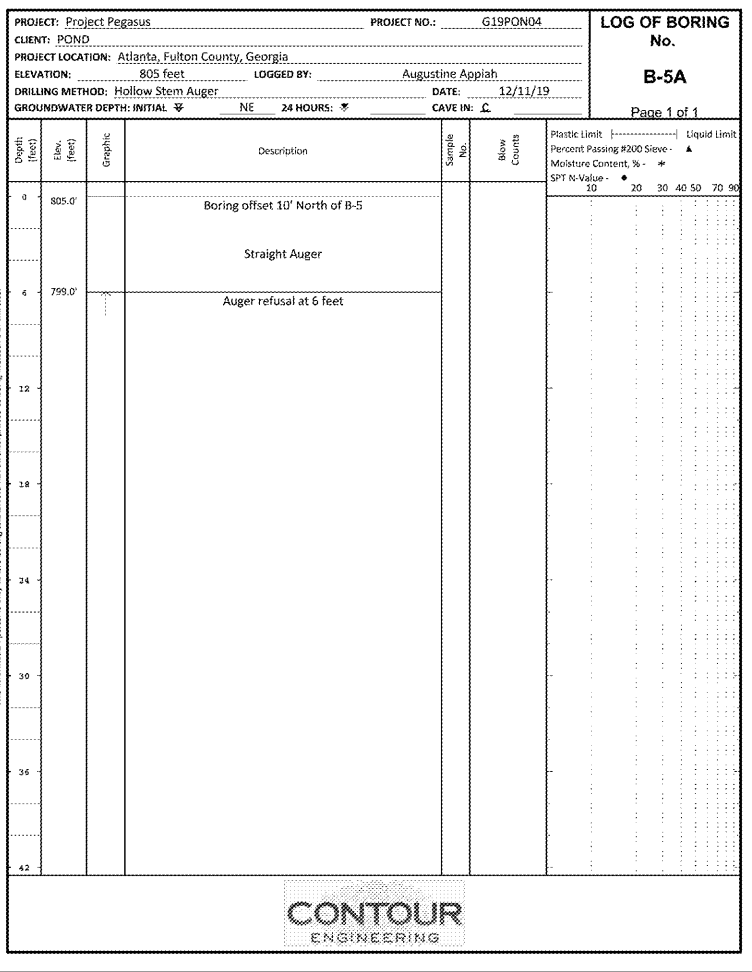 PROJECT: Project Pegasus PROJECT NO.: G19PON04
CLIENT: POND
PROJECT LOCATION: Atlanta, Fulton County, Georgia
ELEVATION: 805 feet LOGGED BY: Augustine Appiah
DRILLING METHOD: Hollow Stem Auger DATE: 12/11/19
GROUNDWATER DEPTH: INITIAL NE 24 HOURS: CAVE IN: C
LOG OF BORING
No.
B-5A
Page 1 of 1
Depth
(feet)
Elev.
(feet)
Graphic
Description
Sample
No.
Blow
Counts
Plastic Limit Liquid Limit
Percent Passing #200 Sieve - ▲
Moisture Content, % - *
SPT N-Value - ●
10 20 30 40 50 70 90
0 805.0'
Boring offset 10' North of B-5
Straight Auger
6 799.0'
Auger refusal at 6 feet
12
18
24
30
36
42
CONTOUR
ENGINEERING